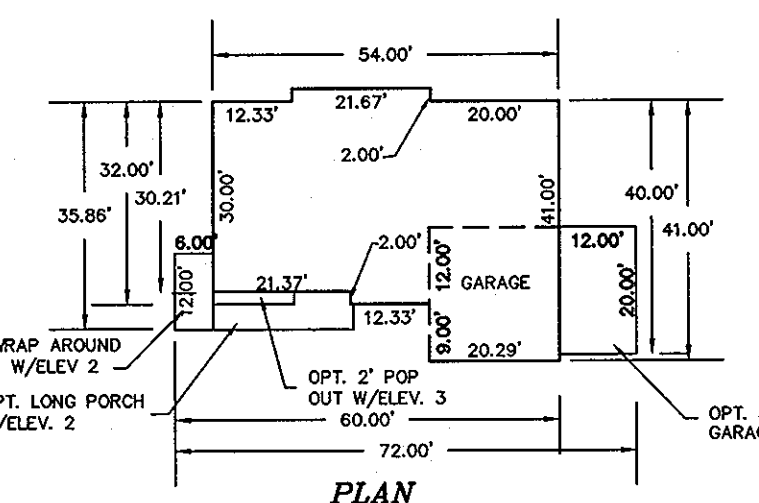 54.00'
21.67'
12.33'
20.00'
2.00'
32.00'
30.21'
35.86'
30.00'
41.00'
40.00'
41.00'
6.00'
2.00'
12.00'
12.00'
12.00'
GARAGE
20.00'
21.37'
12.33'
9.00'
20.29'
WRAP AROUND
W/ELEV 2
OPT. 2' POP
OUT W/ELEV. 3
PT. LONG PORCH
/ELEV. 2
60.00'
OPT.
GARAG
72.00'
PLAN